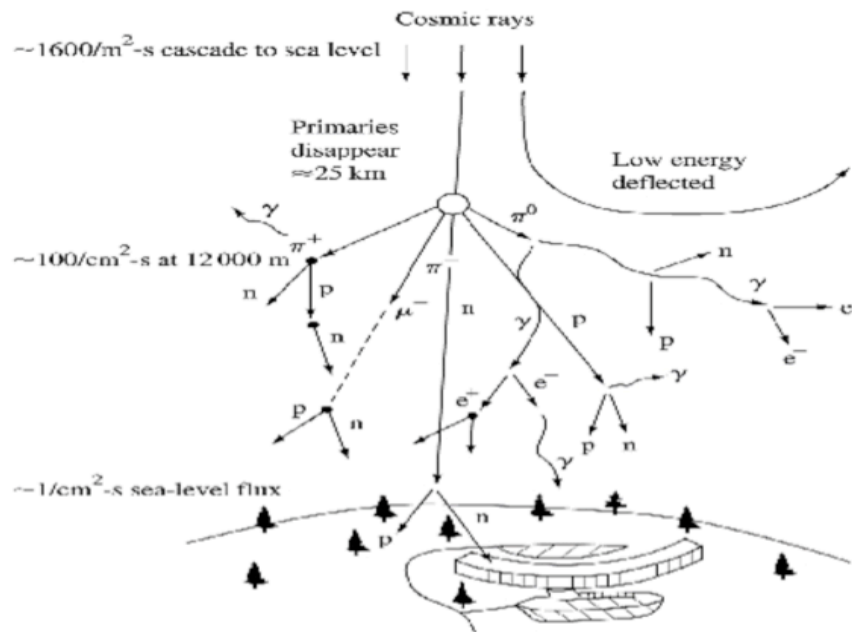 Cosmic rays
~1600/m²-s cascade to sea level
Primaries
disappear
≈25 km
Low energy
deflected
γ
π⁰
π⁺
n
~100/cm²-s at 12 000 m
π⁻
γ
n
p
μ⁻
n
e
γ
p
n
p
e⁻
e⁻
γ
e⁺
p
n
p
n
γ
~1/cm²-s sea-level flux
n
p